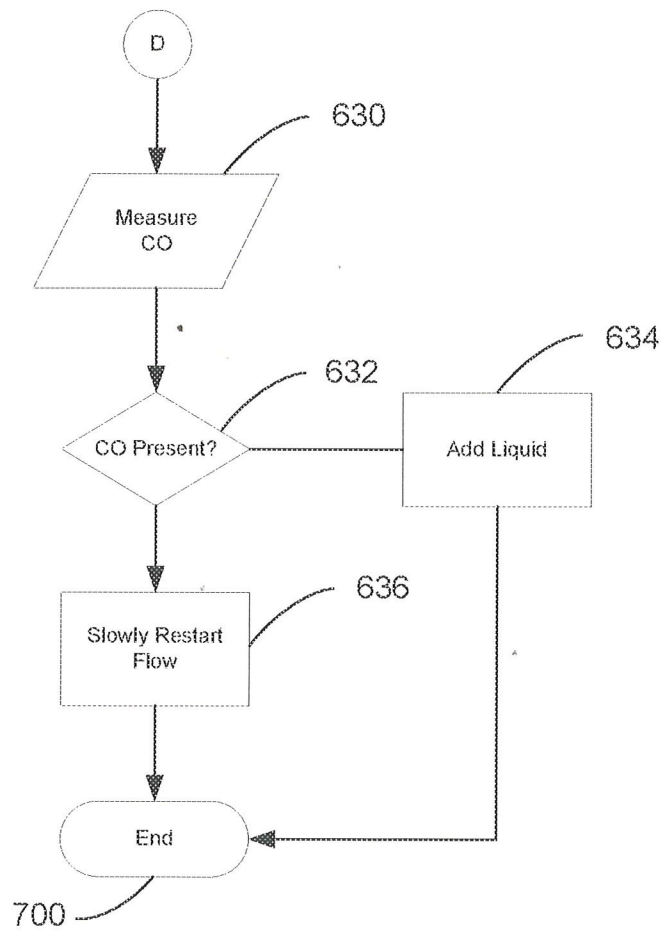 D
630
Measure
CO
632
CO Present?
634
Add Liquid
636
Slowly Restart
Flow
End
700